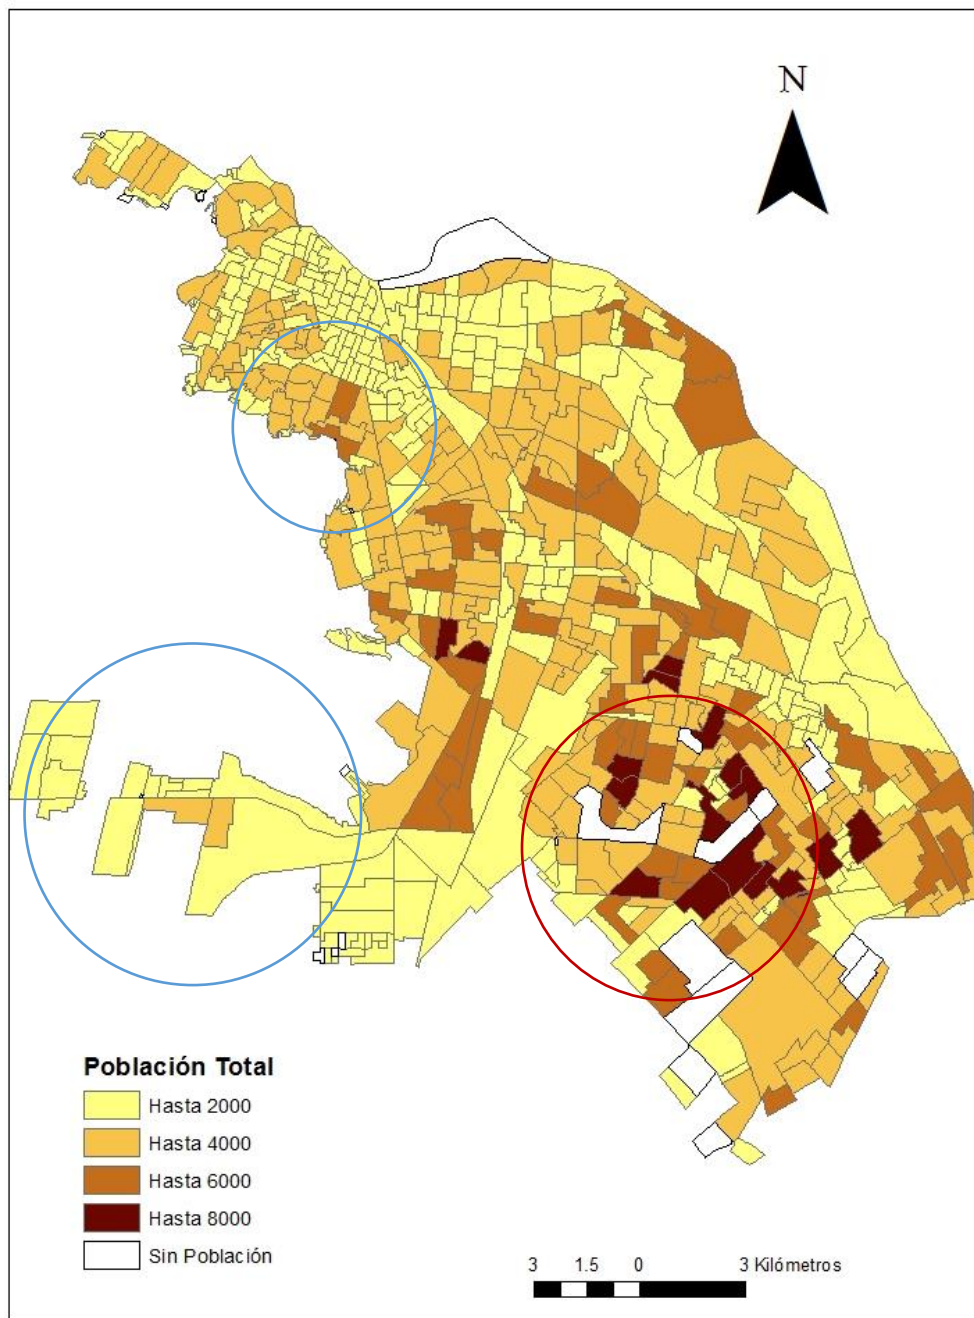 N
Población Total
Hasta 2000
Hasta 4000
Hasta 6000
Hasta 8000
Sin Población
3 1.5 0 3 Kilómetros